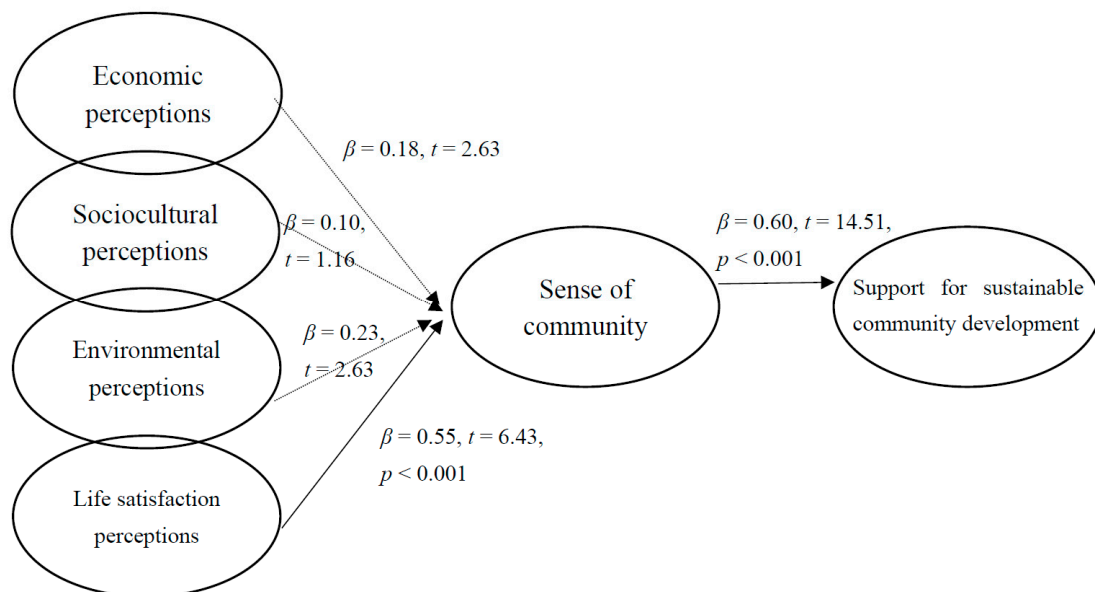 Economic
perceptions
β = 0.18, t = 2.63
Sociocultural
perceptions
β = 0.10,
t = 1.16
β = 0.60, t = 14.51,
p < 0.001
Sense of
community
Support for sustainable
community development
Environmental
perceptions
β = 0.23,
t = 2.63
β = 0.55, t = 6.43,
p < 0.001
Life satisfaction
perceptions